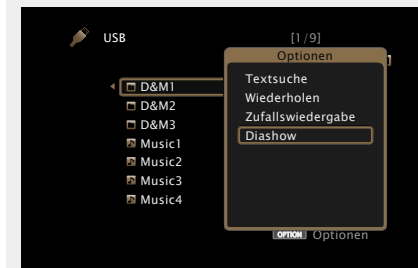 USB
[1/9]
Optionen
Textsuche
Wiederholen
Zufallswiedergabe
Diashow
D&M1
D&M2
D&M3
Music1
Music2
Music3
Music4
OPTION Optionen